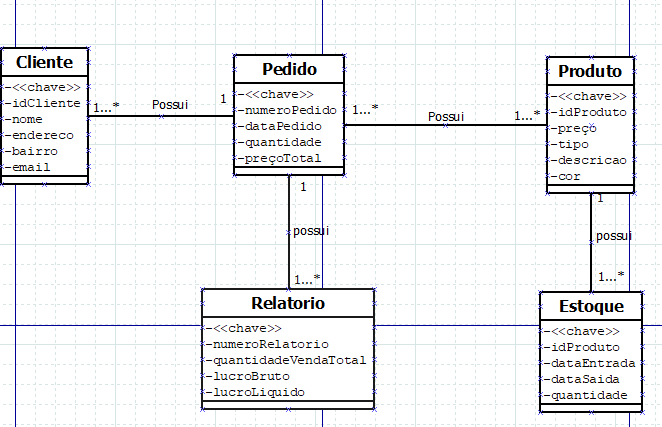 Cliente
-<<chave>>
-idCliente
-nome
-endereco
-bairro
-email
1...*
Possui
1
Pedido
-<<chave>>
-numeroPedido
-dataPedido
-quantidade
-preçoTotal
1...*
Possui
1...*
Produto
-<<chave>>
-idProduto
-preço
-tipo
-descricao
-cor
1
possui
1...*
Relatorio
-<<chave>>
-numeroRelatorio
-quantidadeVendaTotal
-lucroBruto
-lucroLiquido
1
possui
1...*
Estoque
-<<chave>>
-idProduto
-dataEntrada
-dataSaida
-quantidade